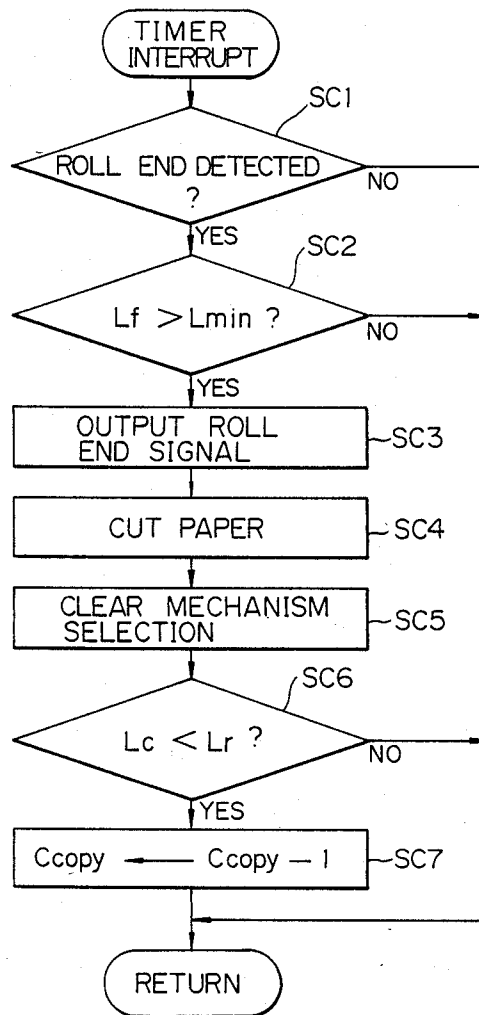 TIMER
INTERRUPT
SC1
ROLL END DETECTED
?
NO
YES
SC2
Lf > Lmin ?
NO
YES
OUTPUT ROLL
END SIGNAL
SC3
CUT PAPER
SC4
CLEAR MECHANISM
SELECTION
SC5
SC6
Lc < Lr ?
NO
YES
Ccopy ← Ccopy − 1
SC7
RETURN